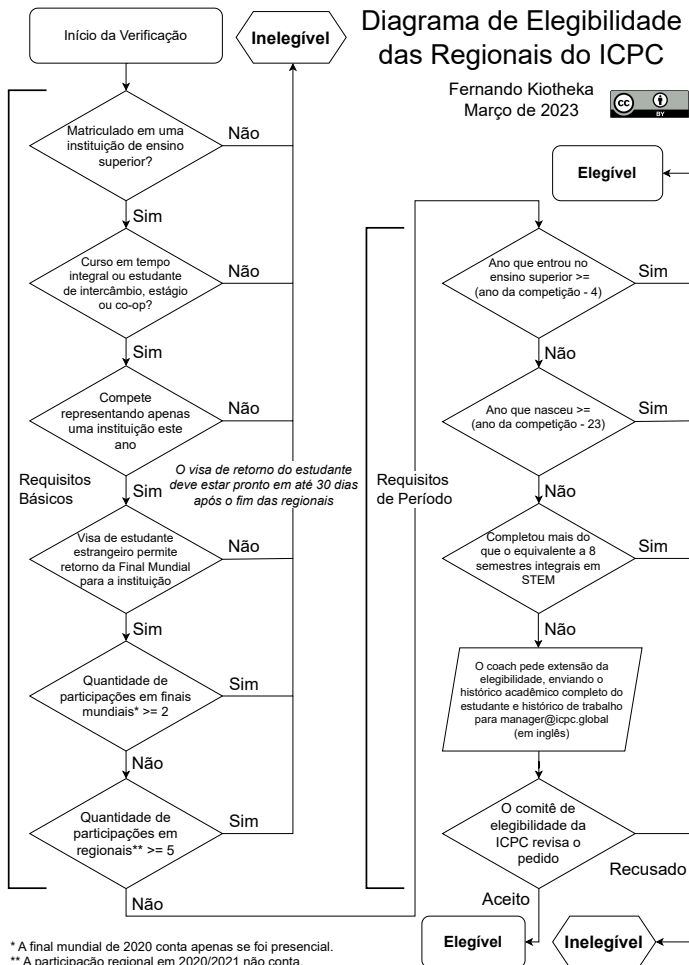 Diagrama de Elegibilidade
das Regionais do ICPC
Fernando Kiotheka
Março de 2023
cc
BY
Início da Verificação
Inelegível
Matriculado em uma
instituição de ensino
superior?
Não
Sim
Curso em tempo
integral ou estudante
de intercâmbio, estágio
ou co-op?
Não
Sim
Compete
representando apenas
uma instituição este
ano
Não
Requisitos
Básicos
Sim
O visa de retorno do estudante
deve estar pronto em até 30 dias
após o fim das regionais
Visa de estudante
estrangeiro permite
retorno da Final Mundial
para a instituição
Não
Sim
Quantidade de
participações em finais
mundiais* >= 2
Sim
Não
Quantidade de
participações em
regionais** >= 5
Sim
Não
Elegível
Ano que entrou no
ensino superior >=
(ano da competição - 4)
Sim
Não
Ano que nasceu >=
(ano da competição - 23)
Sim
Requisitos
de Período
Não
Completou mais do
que o equivalente a 8
semestres integrais em
STEM
Sim
Não
O coach pede extensão da
elegibilidade, enviando o
histórico acadêmico completo do
estudante e histórico de trabalho
para manager@icpc.global
(em inglês)
O comitê de
elegibilidade da
ICPC revisa o
pedido
Recusado
Aceito
Elegível
Inelegível
* A final mundial de 2020 conta apenas se foi presencial.
** A participação regional em 2020/2021 não conta.